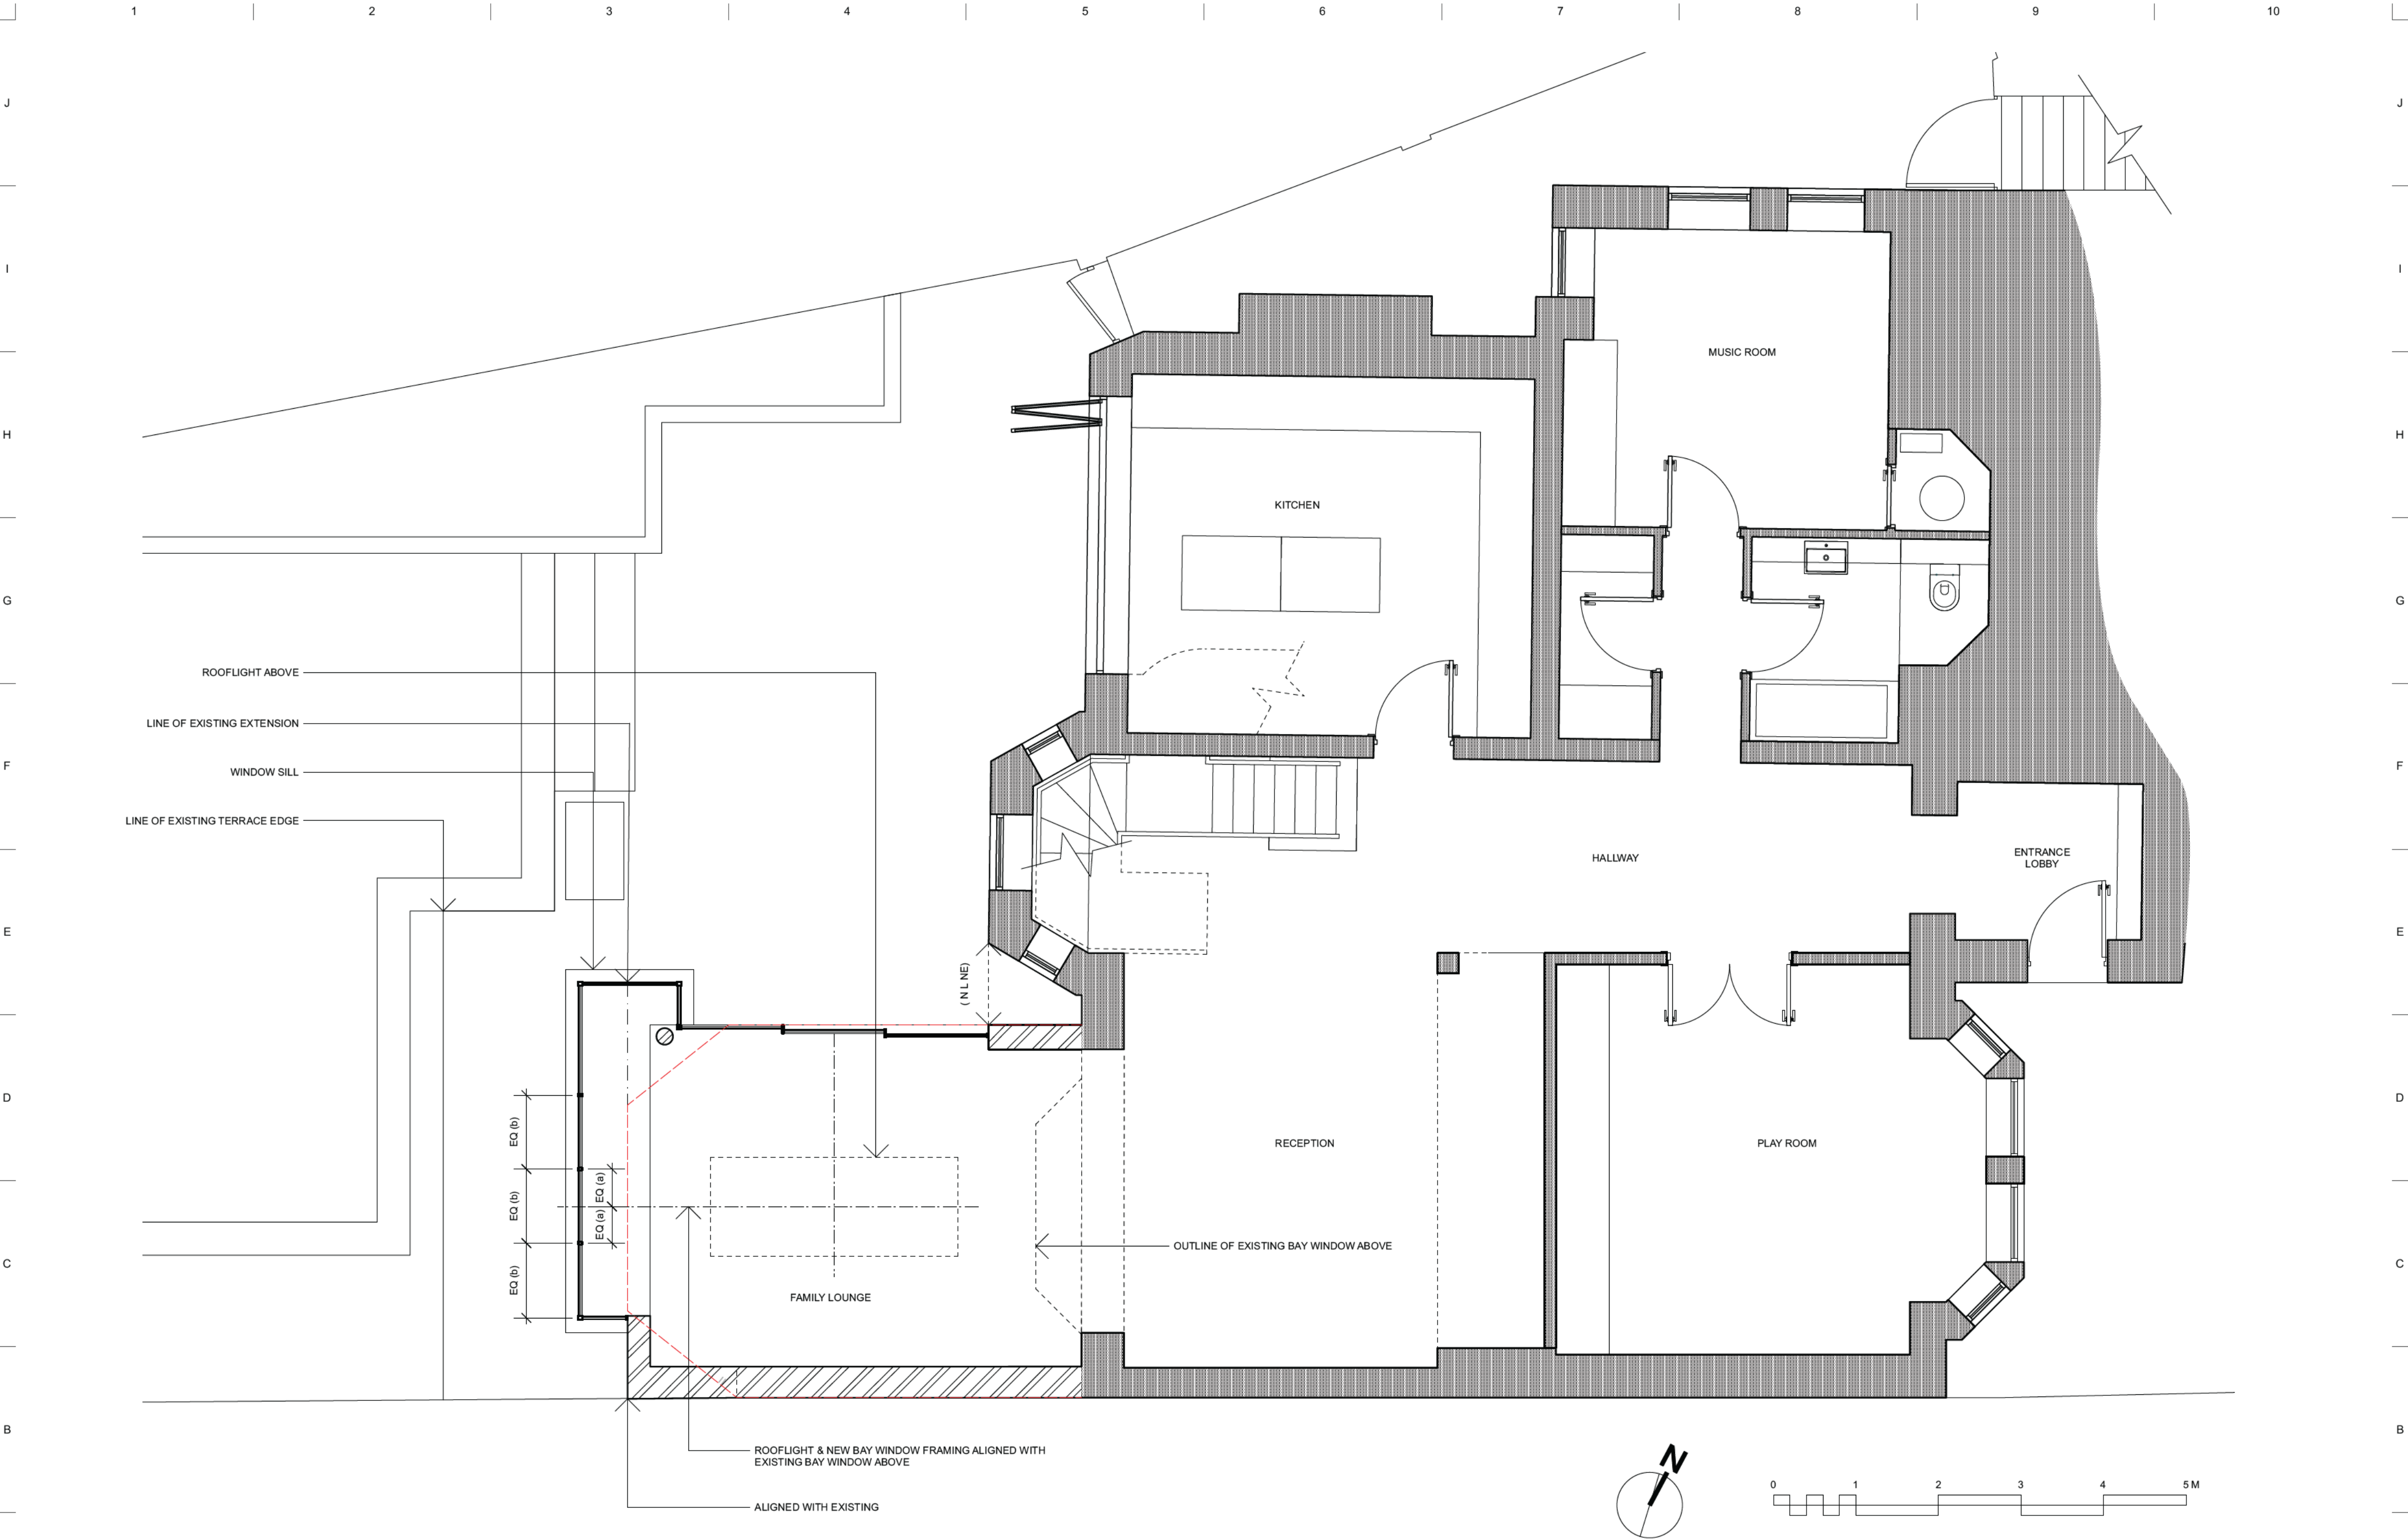 1 2 3 4 5 6 7 8 9 10
J J
I I
MUSIC ROOM
H H
KITCHEN
G G
ROOFLIGHT ABOVE
LINE OF EXISTING EXTENSION
F F
WINDOW SILL
LINE OF EXISTING TERRACE EDGE
HALLWAY
ENTRANCE
LOBBY
E E
( N L NE)
D D
EQ (b)
EQ (b)
EQ (b)
EQ (a)
EQ (a)
RECEPTION
PLAY ROOM
OUTLINE OF EXISTING BAY WINDOW ABOVE
C C
FAMILY LOUNGE
B B
ROOFLIGHT & NEW BAY WINDOW FRAMING ALIGNED WITH
EXISTING BAY WINDOW ABOVE
N
0 1 2 3 4 5 M
ALIGNED WITH EXISTING